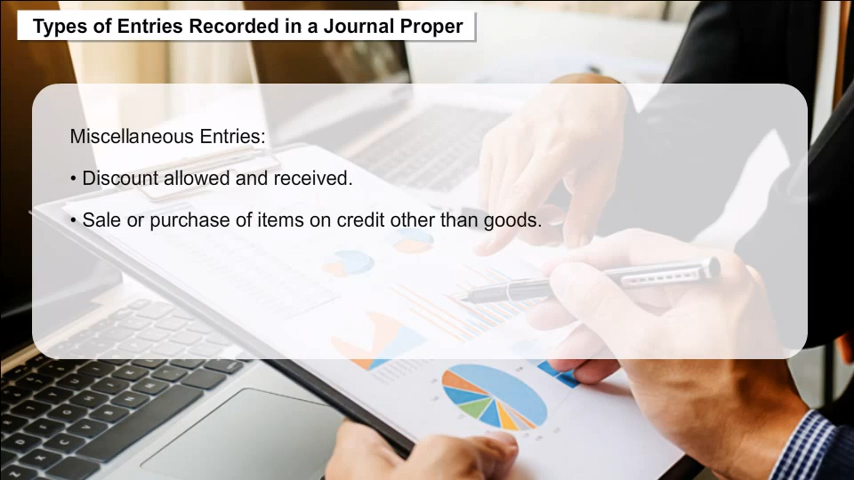 Types of Entries Recorded in a Journal Proper
Miscellaneous Entries:
• Discount allowed and received.
• Sale or purchase of items on credit other than goods.